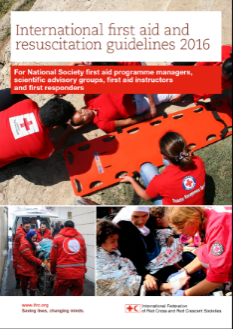 International first aid and
resuscitation guidelines 2016
For National Society first aid programme managers,
scientific advisory groups, first aid instructors
and first responders
www.ifrc.org
Saving lives, changing minds.
International Federation
of Red Cross and Red Crescent Societies